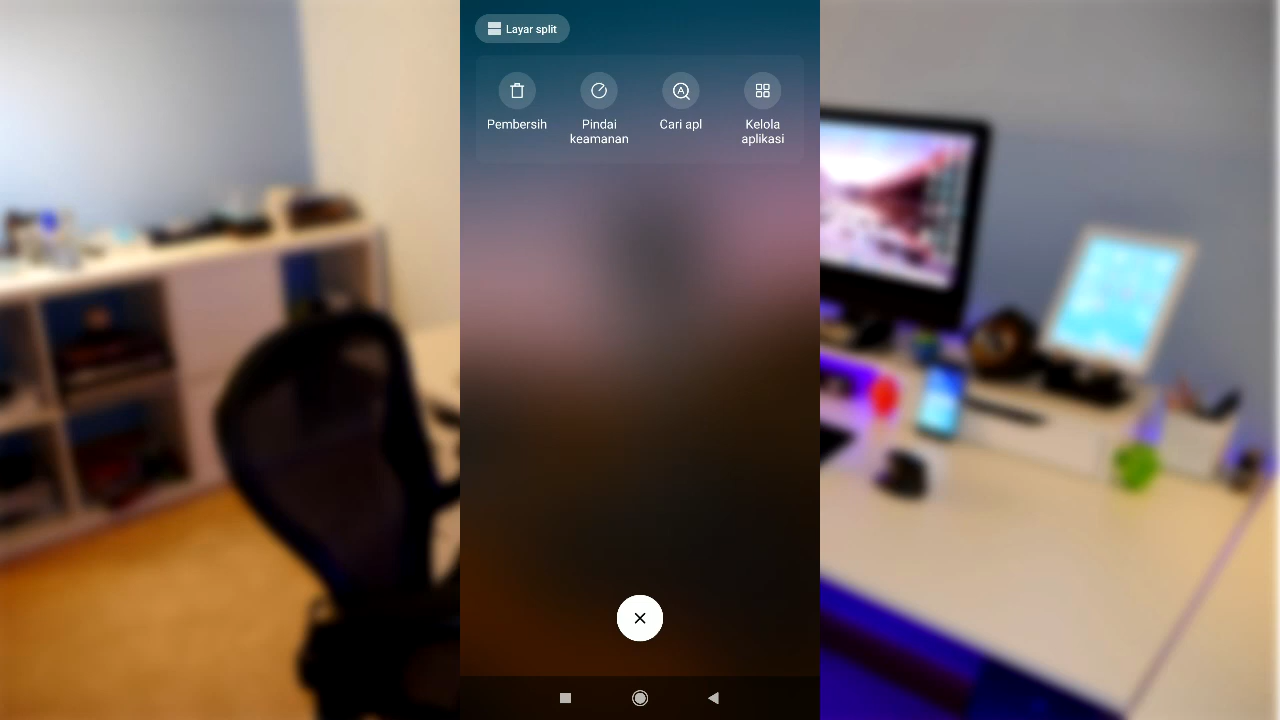 Layar split
Pembersih
Pindai
keamanan
Cari apl
Kelola
aplikasi